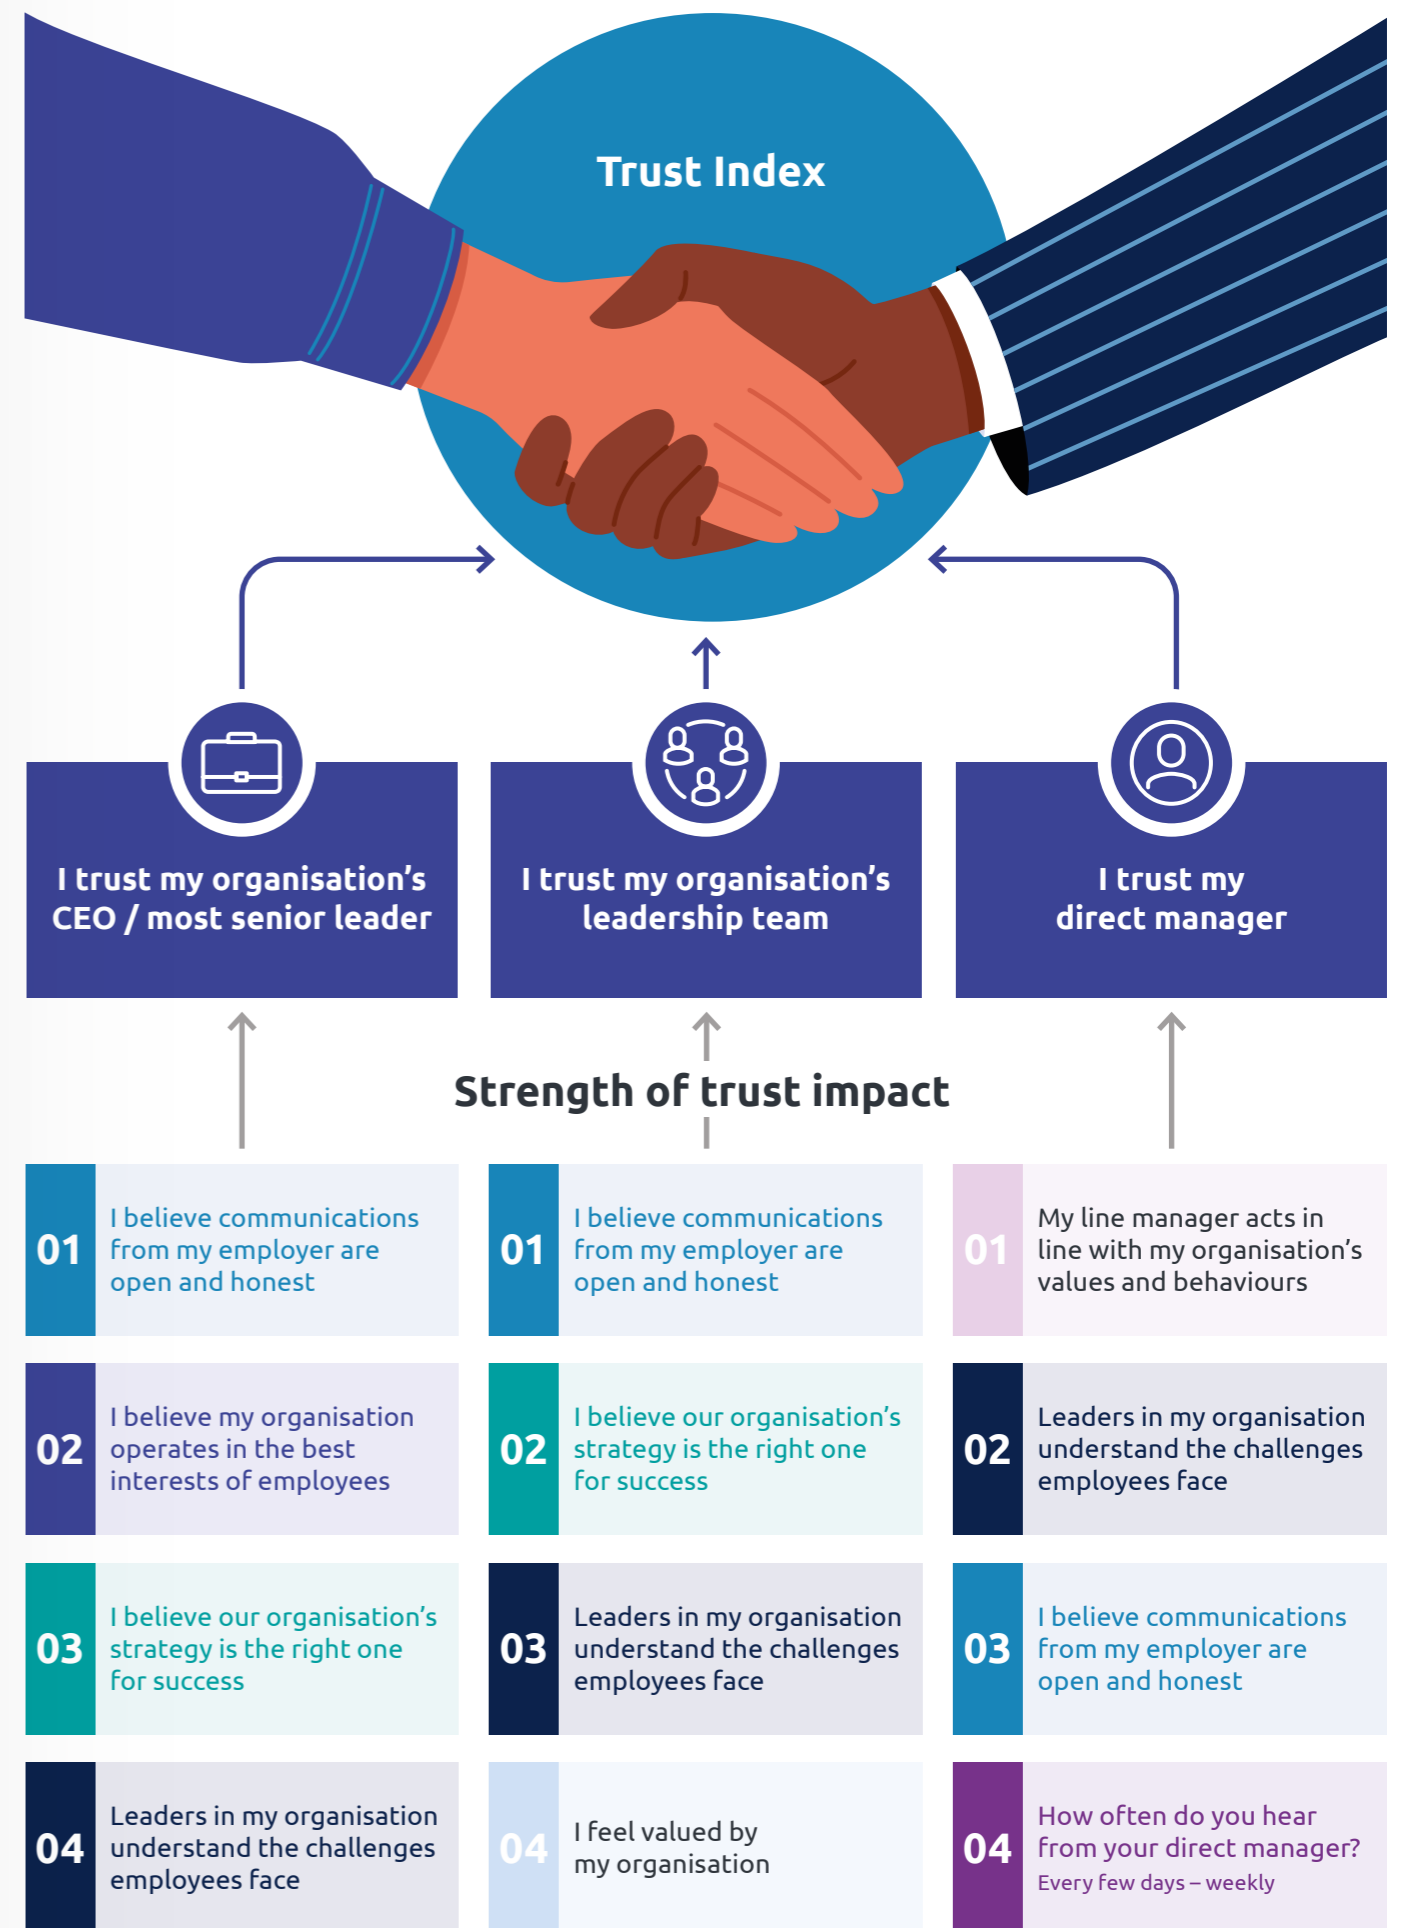 Trust Index
I trust my organisation’s
CEO / most senior leader
I trust my organisation’s
leadership team
I trust my
direct manager
Strength of trust impact
01
I believe communications
from my employer are
open and honest
02
I believe my organisation
operates in the best
interests of employees
03
I believe our organisation’s
strategy is the right one
for success
04
Leaders in my organisation
understand the challenges
employees face
01
I believe communications
from my employer are
open and honest
02
I believe our organisation’s
strategy is the right one
for success
03
Leaders in my organisation
understand the challenges
employees face
04
I feel valued by
my organisation
01
My line manager acts in
line with my organisation’s
values and behaviours
02
Leaders in my organisation
understand the challenges
employees face
03
I believe communications
from my employer are
open and honest
04
How often do you hear
from your direct manager?
Every few days – weekly